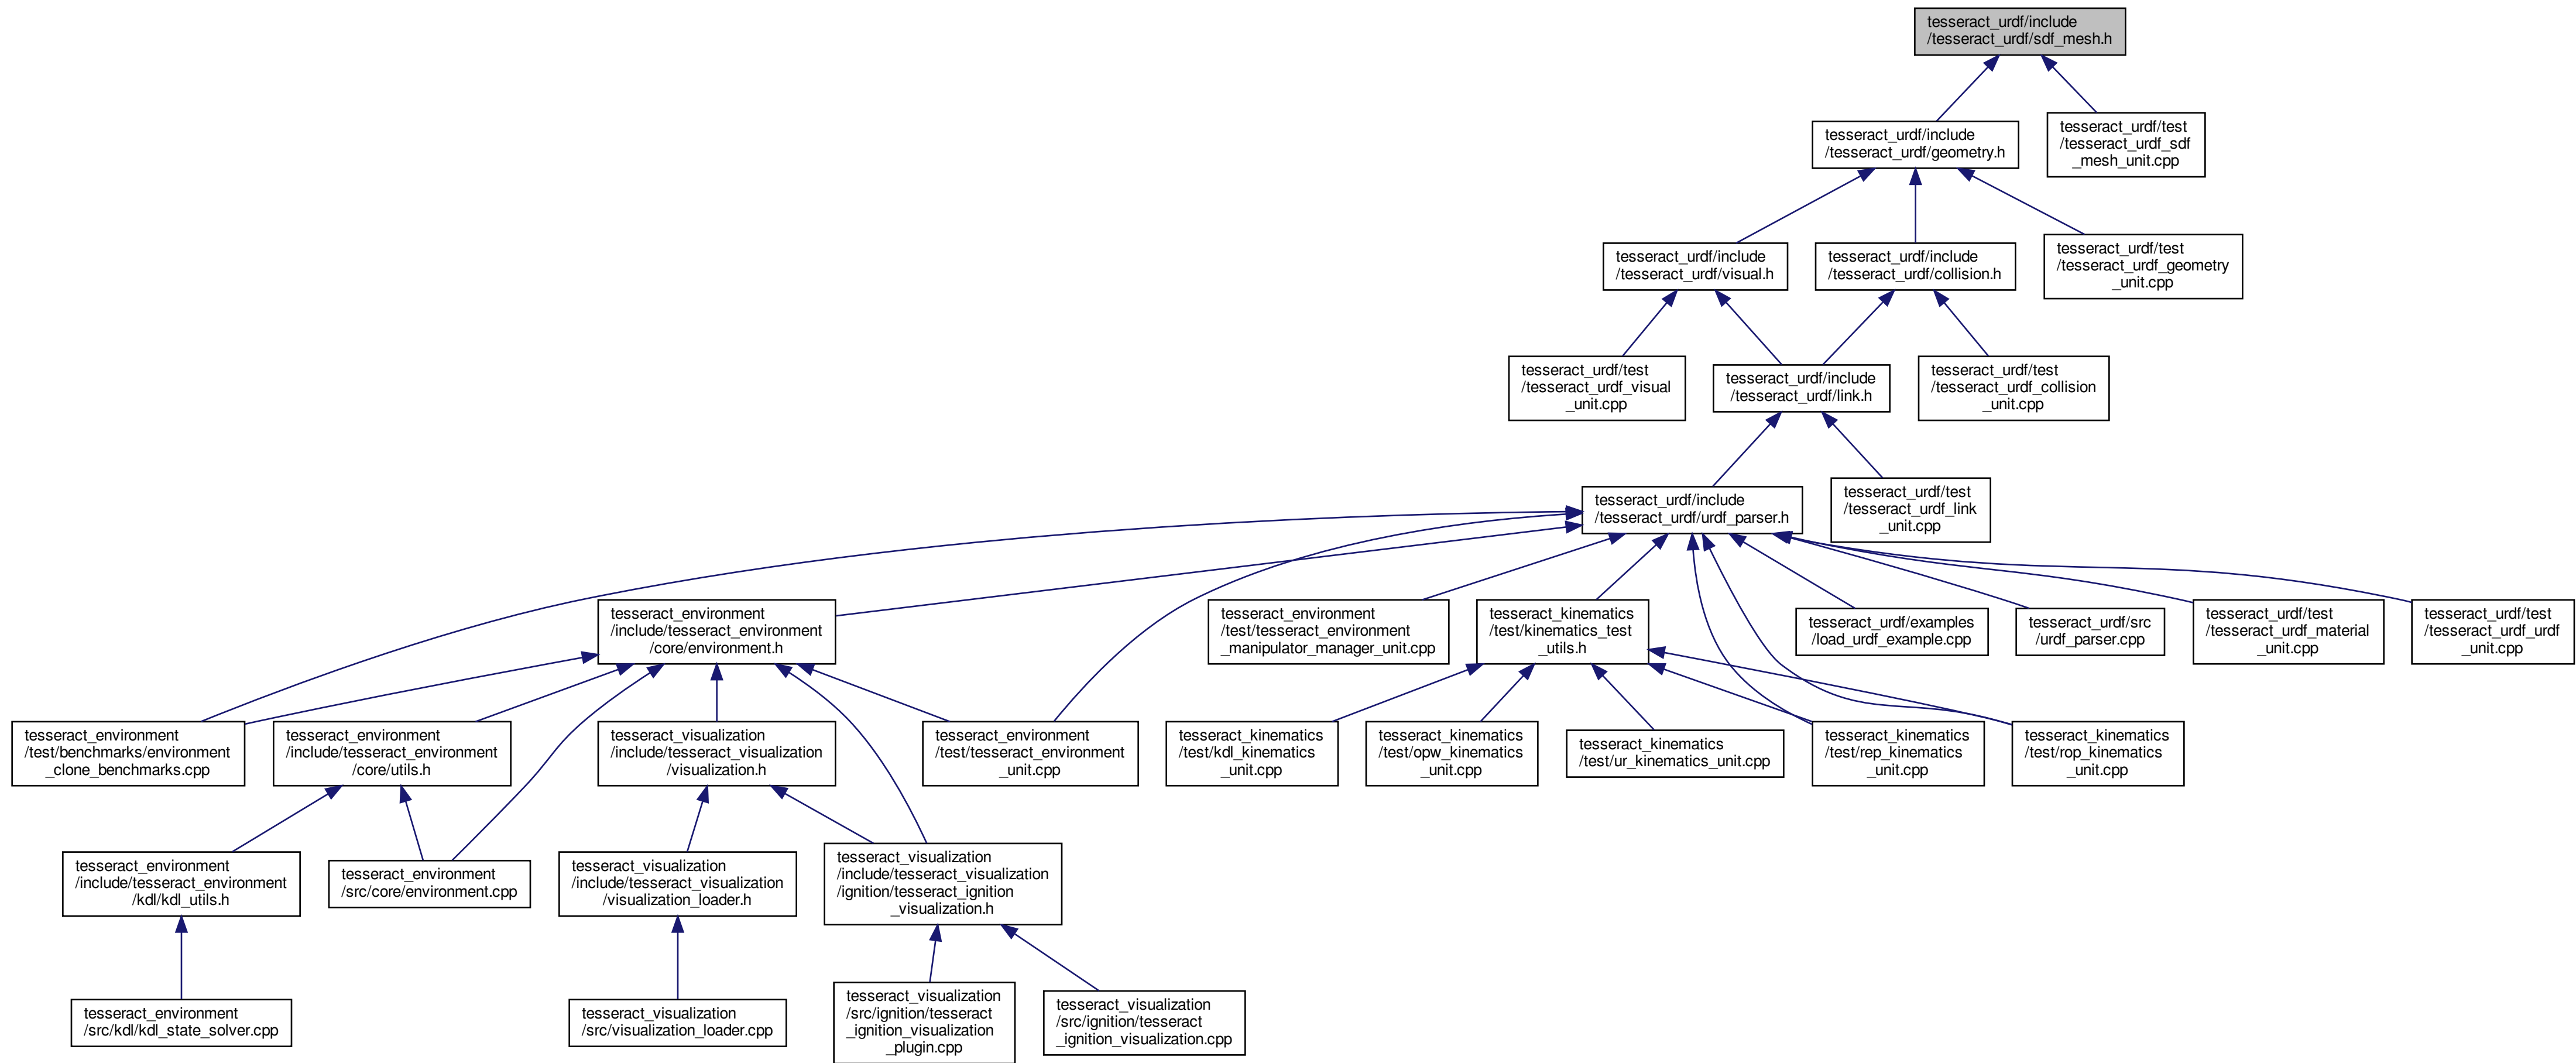 tesseract_urdf/include
/tesseract_urdf/sdf_mesh.h
tesseract_urdf/include
/tesseract_urdf/geometry.h
tesseract_urdf/test
/tesseract_urdf_sdf
_mesh_unit.cpp
tesseract_urdf/include
/tesseract_urdf/visual.h
tesseract_urdf/include
/tesseract_urdf/collision.h
tesseract_urdf/test
/tesseract_urdf_geometry
_unit.cpp
tesseract_urdf/test
/tesseract_urdf_visual
_unit.cpp
tesseract_urdf/include
/tesseract_urdf/link.h
tesseract_urdf/test
/tesseract_urdf_collision
_unit.cpp
tesseract_urdf/include
/tesseract_urdf/urdf_parser.h
tesseract_urdf/test
/tesseract_urdf_link
_unit.cpp
tesseract_environment
/include/tesseract_environment
/core/environment.h
tesseract_environment
/test/tesseract_environment
_manipulator_manager_unit.cpp
tesseract_kinematics
/test/kinematics_test
_utils.h
tesseract_urdf/examples
/load_urdf_example.cpp
tesseract_urdf/src
/urdf_parser.cpp
tesseract_urdf/test
/tesseract_urdf_material
_unit.cpp
tesseract_urdf/test
/tesseract_urdf_urdf
_unit.cpp
tesseract_environment
/test/benchmarks/environment
_clone_benchmarks.cpp
tesseract_environment
/include/tesseract_environment
/core/utils.h
tesseract_visualization
/include/tesseract_visualization
/visualization.h
tesseract_environment
/test/tesseract_environment
_unit.cpp
tesseract_kinematics
/test/kdl_kinematics
_unit.cpp
tesseract_kinematics
/test/opw_kinematics
_unit.cpp
tesseract_kinematics
/test/ur_kinematics_unit.cpp
tesseract_kinematics
/test/rep_kinematics
_unit.cpp
tesseract_kinematics
/test/rop_kinematics
_unit.cpp
tesseract_environment
/include/tesseract_environment
/kdl/kdl_utils.h
tesseract_environment
/src/core/environment.cpp
tesseract_visualization
/include/tesseract_visualization
/visualization_loader.h
tesseract_visualization
/include/tesseract_visualization
/ignition/tesseract_ignition
_visualization.h
tesseract_environment
/src/kdl/kdl_state_solver.cpp
tesseract_visualization
/src/visualization_loader.cpp
tesseract_visualization
/src/ignition/tesseract
_ignition_visualization
_plugin.cpp
tesseract_visualization
/src/ignition/tesseract
_ignition_visualization.cpp